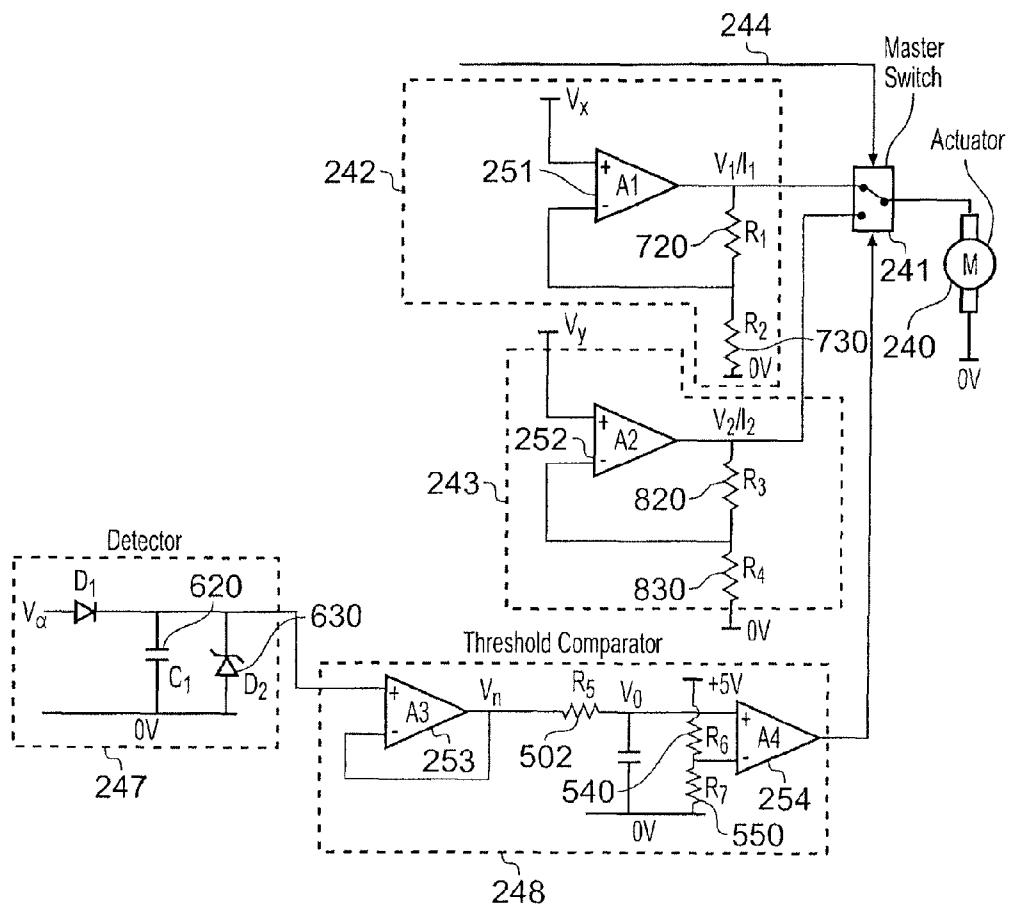 244
Master
Switch
Actuator
Vx
242
251
+
A1
-
V1/I1
720
R1
241
M
R2
730
0V
240
0V
Vy
252
+
A2
-
V2/I2
243
820
R3
830
R4
0V
Detector
D1
620
Vα
630
C1
D2
0V
247
Threshold Comparator
+
A3
-
253
Vn
R5
502
V0
+5V
+
A4
-
R6
540
254
R7
550
0V
248